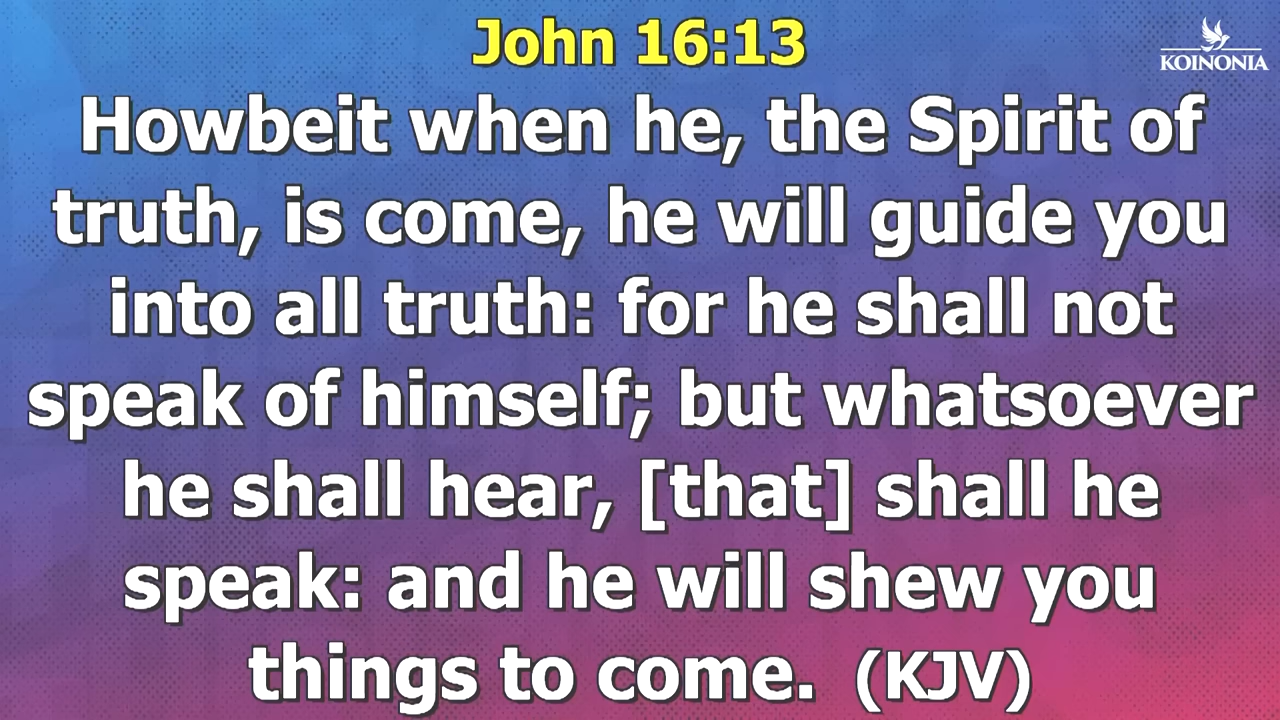 John 16:13
KOINONIA
Howbeit when he, the Spirit of
truth, is come, he will guide you
into all truth: for he shall not
speak of himself; but whatsoever
he shall hear, [that] shall he
speak: and he will shew you
things to come. (KJV)